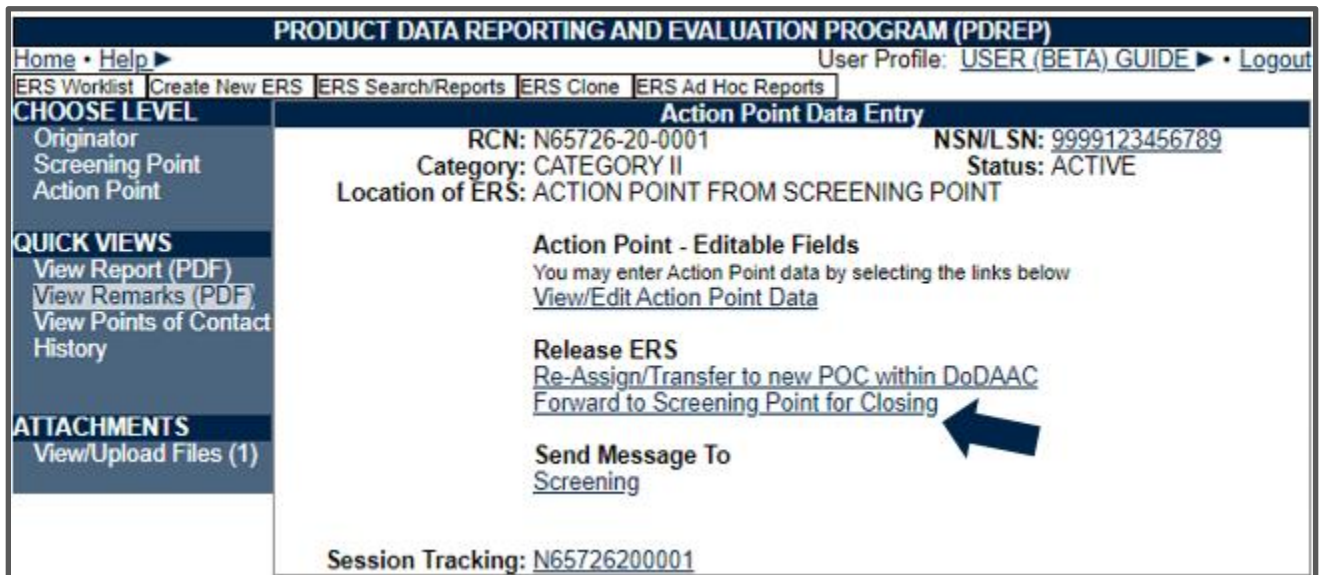 PRODUCT DATA REPORTING AND EVALUATION PROGRAM (PDREP)
Home • Help ►
User Profile: USER (BETA) GUIDE ► • Logout
ERS Worklist Create New ERS ERS Search/Reports ERS Clone ERS Ad Hoc Reports
CHOOSE LEVEL
Originator
Screening Point
Action Point
QUICK VIEWS
View Report (PDF)
View Remarks (PDF)
View Points of Contact
History
ATTACHMENTS
View/Upload Files (1)
Action Point Data Entry
RCN: N65726-20-0001 NSN/LSN: 9999123456789
Category: CATEGORY II Status: ACTIVE
Location of ERS: ACTION POINT FROM SCREENING POINT
Action Point - Editable Fields
You may enter Action Point data by selecting the links below
View/Edit Action Point Data
Release ERS
Re-Assign/Transfer to new POC within DoDAAC
Forward to Screening Point for Closing
Send Message To
Screening
Session Tracking: N65726200001